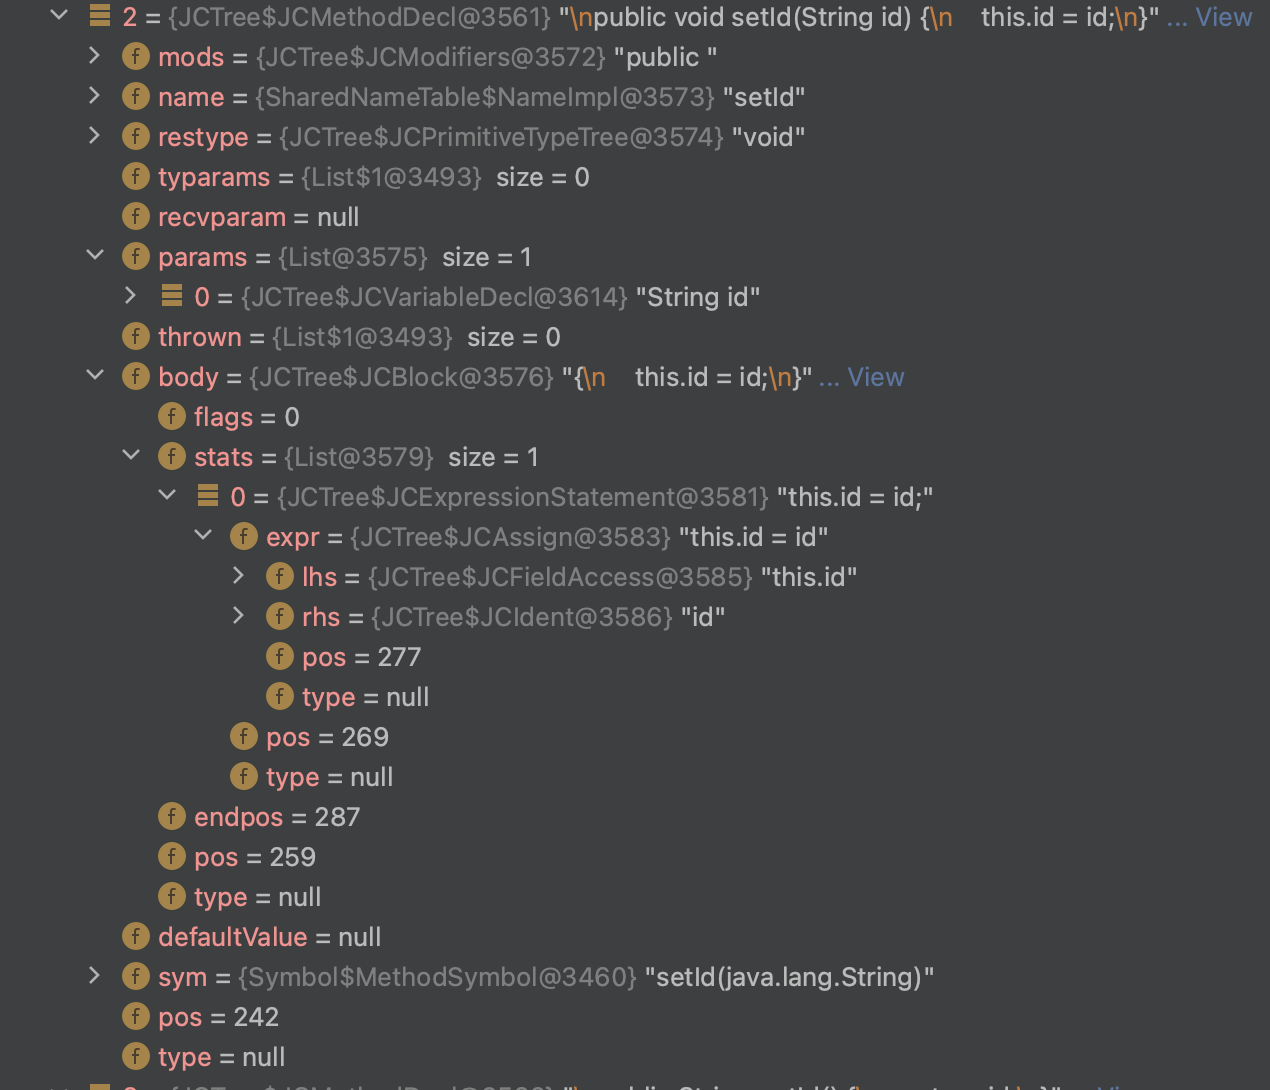 2 = {JCTree$JCMethodDecl@3561} "\npublic void setId(String id) {\n    this.id = id;\n}" ... View
f mods = {JCTree$JCModifiers@3572} "public "
f name = {SharedNameTable$NameImpl@3573} "setId"
f restype = {JCTree$JCPrimitiveTypeTree@3574} "void"
f typarams = {List$1@3493} size = 0
f recvparam = null
f params = {List@3575} size = 1
0 = {JCTree$JCVariableDecl@3614} "String id"
f thrown = {List$1@3493} size = 0
f body = {JCTree$JCBlock@3576} "{\n    this.id = id;\n}" ... View
f flags = 0
f stats = {List@3579} size = 1
0 = {JCTree$JCExpressionStatement@3581} "this.id = id;"
f expr = {JCTree$JCAssign@3583} "this.id = id"
f lhs = {JCTree$JCFieldAccess@3585} "this.id"
f rhs = {JCTree$JCIdent@3586} "id"
f pos = 277
f type = null
f pos = 269
f type = null
f endpos = 287
f pos = 259
f type = null
f defaultValue = null
f sym = {Symbol$MethodSymbol@3460} "setId(java.lang.String)"
f pos = 242
f type = null